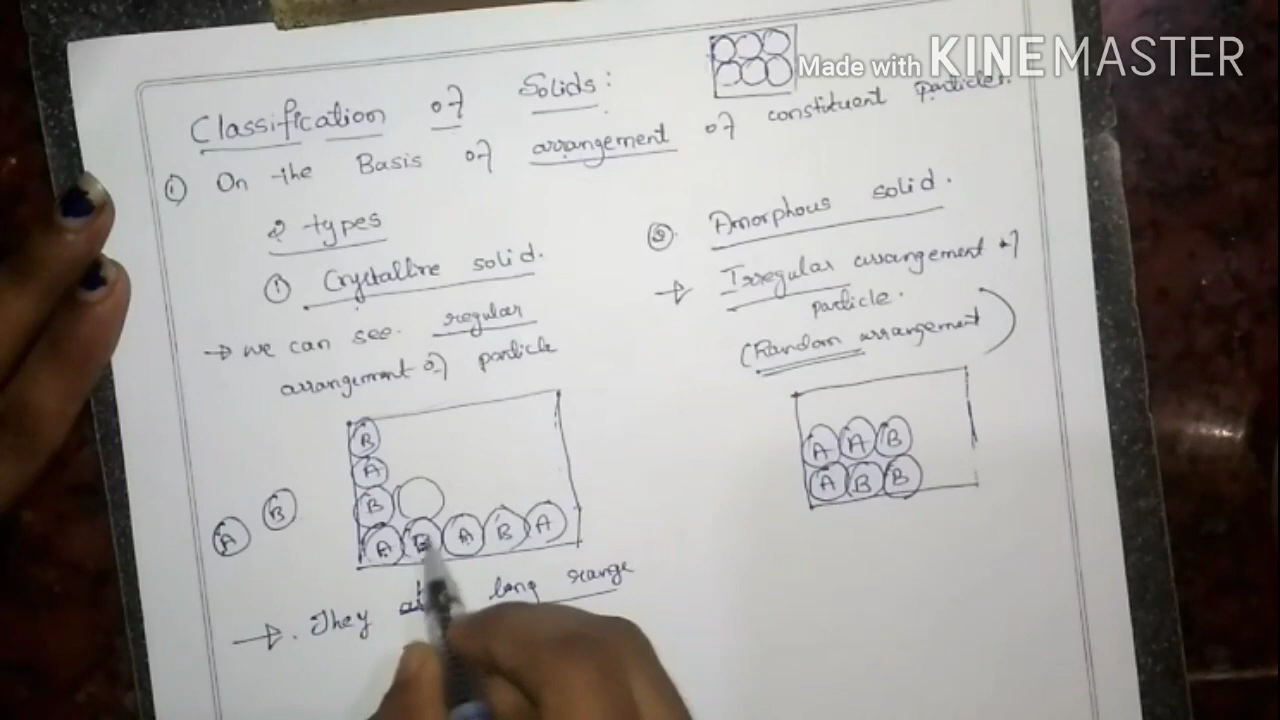 Made with KINEMASTER
Classification of Solids:
① On the Basis of arrangement of constituent particles.
2 types
① Crystalline solid.
→ we can see regular
arrangement of particle
B
A
B
A B A B A
A B
→. They long range
② Amorphous solid.
→ Irregular arrangement of
particle.
(Random arrangement)
A A B
A B B